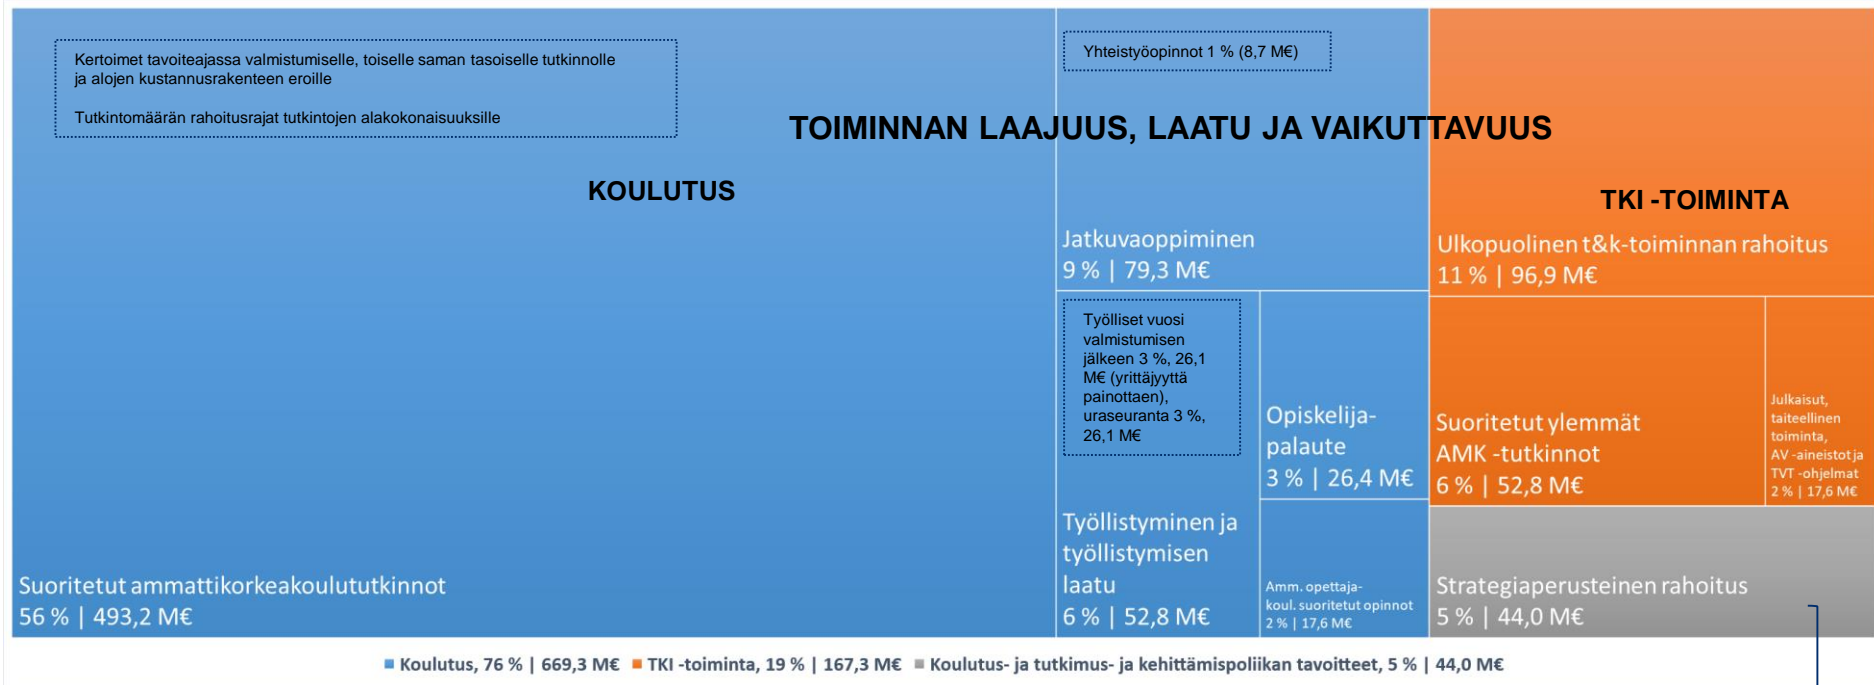 Kertoimet tavoiteajassa valmistumiselle, toiselle saman tasoiselle tutkinnolle
ja alojen kustannusrakenteen eroille
Tutkintomäärän rahoitusrajat tutkintojen alakokonaisuuksille
Yhteistyöopinnot 1 % (8,7 M€)
TOIMINNAN LAAJUUS, LAATU JA VAIKUTTAVUUS
KOULUTUS
TKI -TOIMINTA
Jatkuvaoppiminen
9 % | 79,3 M€
Ulkopuolinen t&k-toiminnan rahoitus
11 % | 96,9 M€
Työlliset vuosi
valmistumisen
jälkeen 3 %, 26,1
M€ (yrittäjyyttä
painottaen),
uraseuranta 3 %,
26,1 M€
Opiskelija-
palaute
3 % | 26,4 M€
Suoritetut ylemmät
AMK -tutkinnot
6 % | 52,8 M€
Julkaisut,
taiteellinen
toiminta,
AV -aineistot ja
TVT -ohjelmat
2 % | 17,6 M€
Suoritetut ammattikorkeakoulututkinnot
56 % | 493,2 M€
Työllistyminen ja
työllistymisen
laatu
6 % | 52,8 M€
Amm. opettaja-
koul. suoritetut opinnot
2 % | 17,6 M€
Strategiaperusteinen rahoitus
5 % | 44,0 M€
Koulutus, 76 % | 669,3 M€ TKI -toiminta, 19 % | 167,3 M€ Koulutus- ja tutkimus- ja kehittämispoliikan tavoitteet, 5 % | 44,0 M€